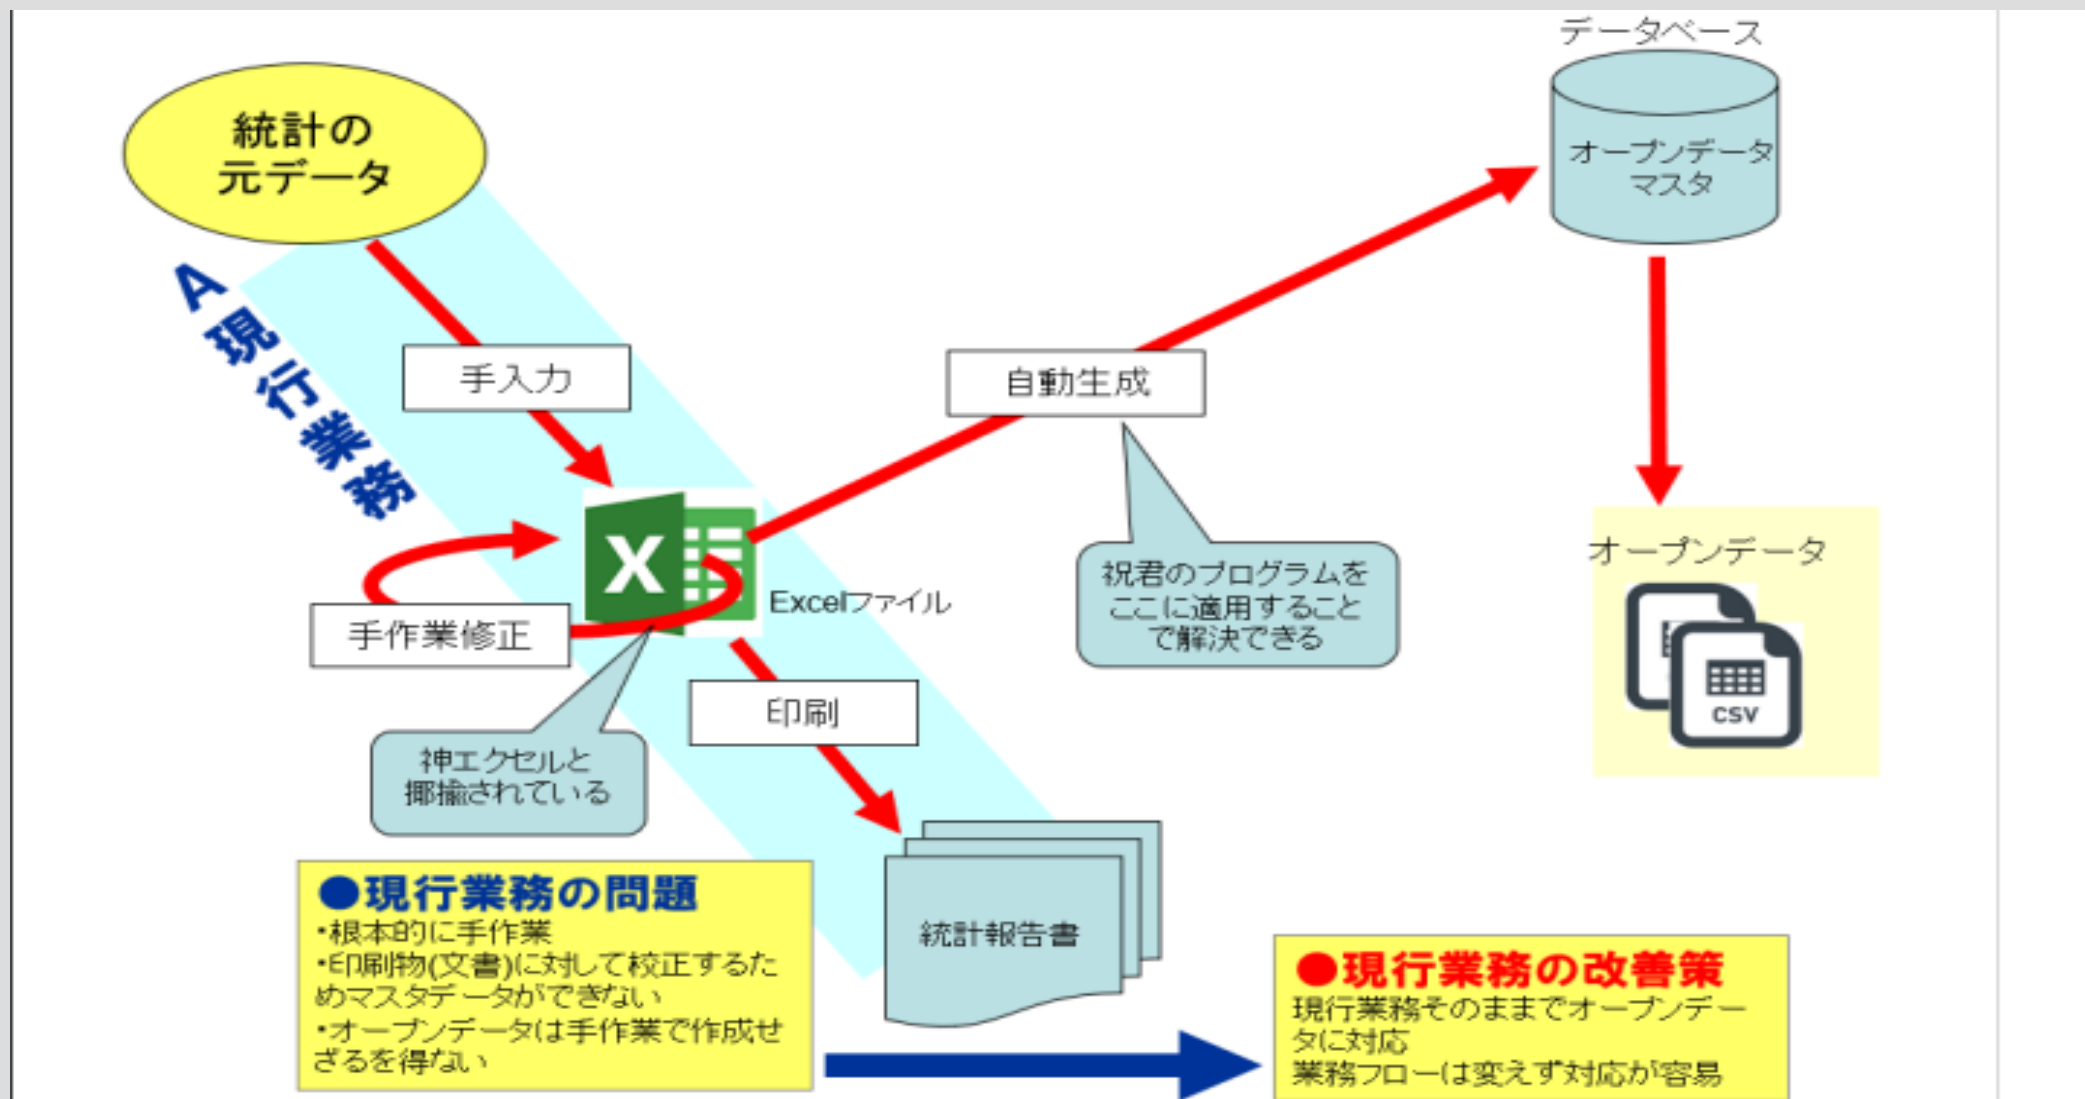 データベース
統計の
元データ
オープンデータ
マスタ
A現行業務
手入力
自動生成
オープンデータ
X
Excelファイル
祝君のプログラムを
ここに適用すること
で解決できる
手作業修正
印刷
CSV
神エクセルと
揶揄されている
●現行業務の問題
・根本的に手作業
・印刷物(文書)に対して校正するた
めマスタデータができない
・オープンデータは手作業で作成せ
ざるを得ない
統計報告書
●現行業務の改善策
現行業務そのままでオープンデー
タに対応
業務フローは変えず対応が容易